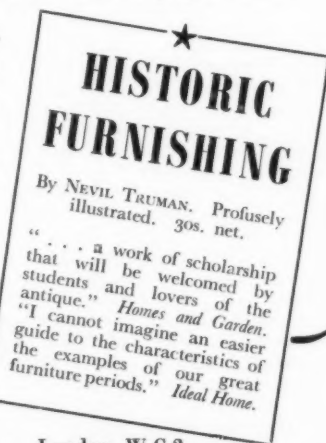 HISTORIC
FURNISHING
By NEVIL TRUMAN. Profusely
illustrated. 30s. net.
“ . . . a work of scholarship
that will be welcomed by
students and lovers of the
antique.” Homes and Garden.
“I cannot imagine an easier
guide to the characteristics of
the examples of our great
furniture periods.” Ideal Home.